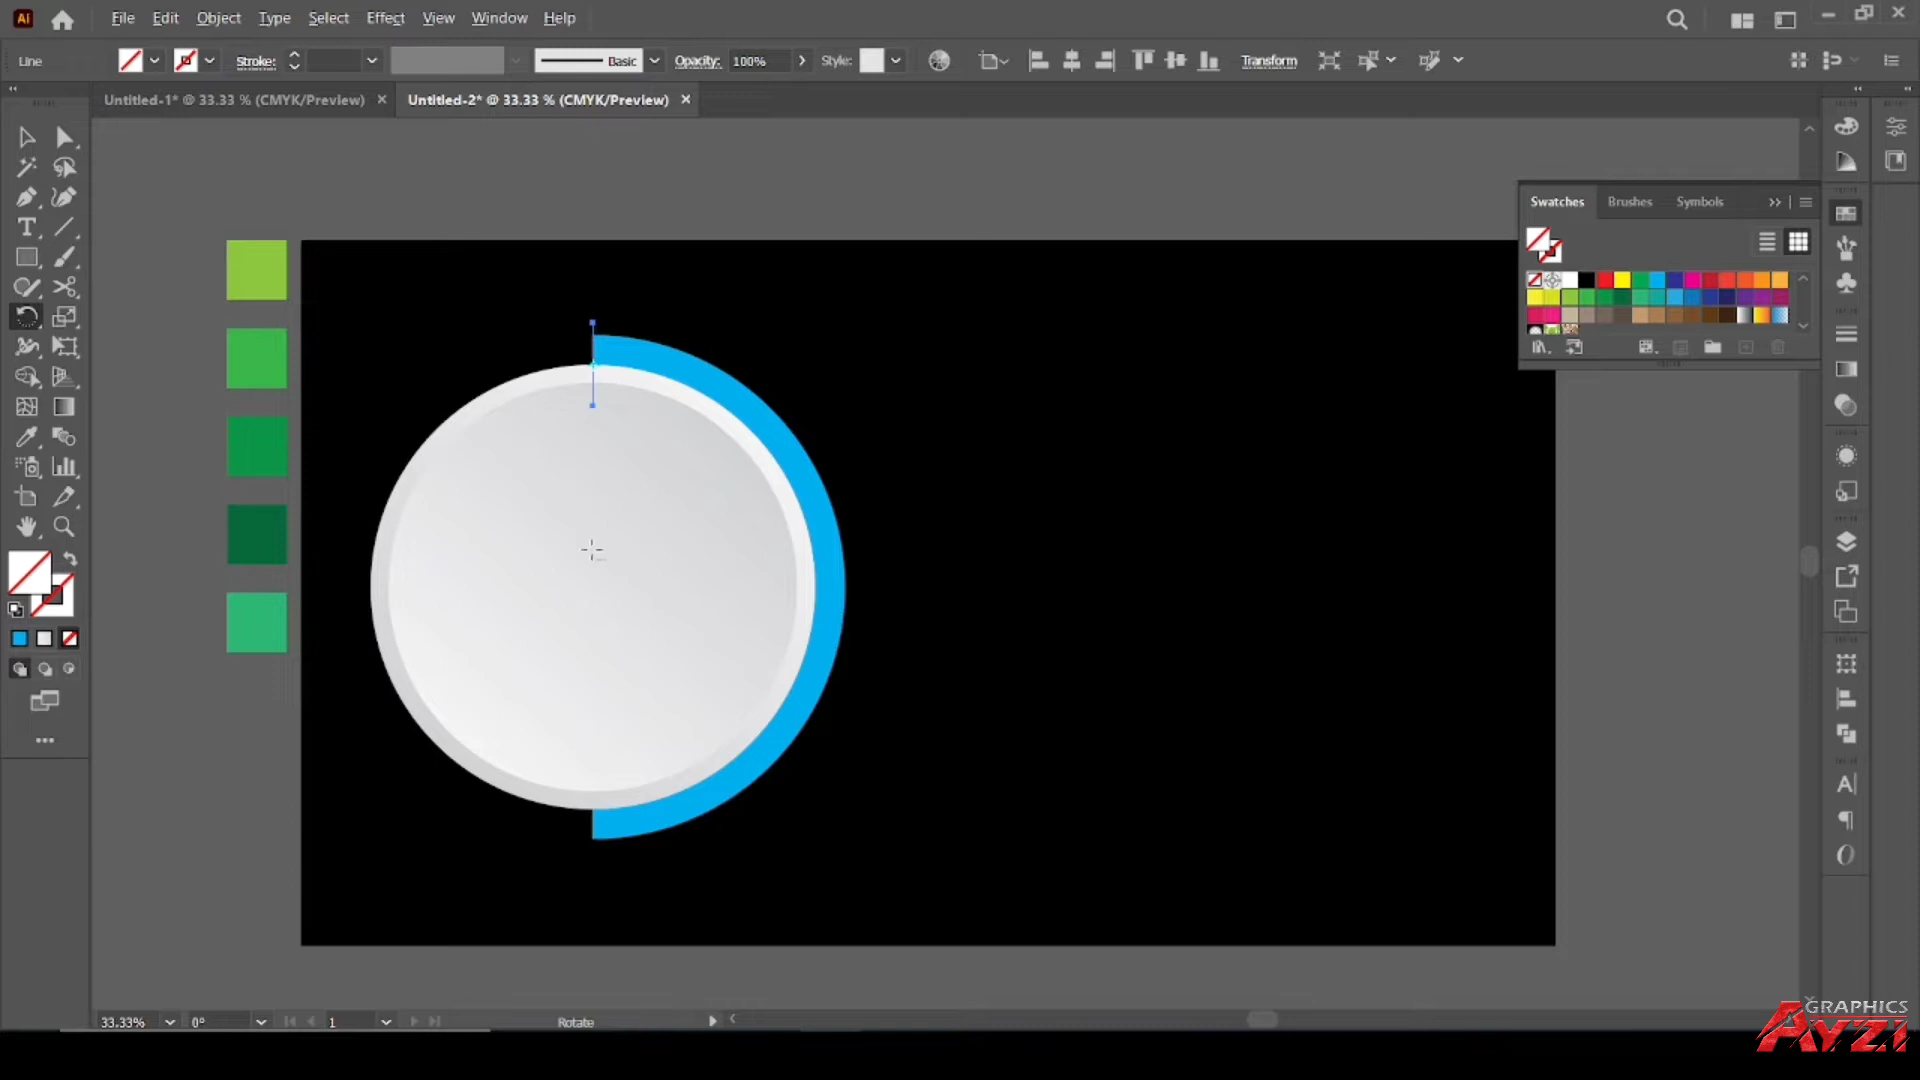 Ai File Edit Object Type Select Effect View Window Help
Line Stroke: Basic Opacity: 100% Style: Transform
Untitled-1* @ 33.33 % (CMYK/Preview) Untitled-2* @ 33.33 % (CMYK/Preview)
Swatches Brushes Symbols
33.33% 0° 1 Rotate
GRAPHICS
AYZI